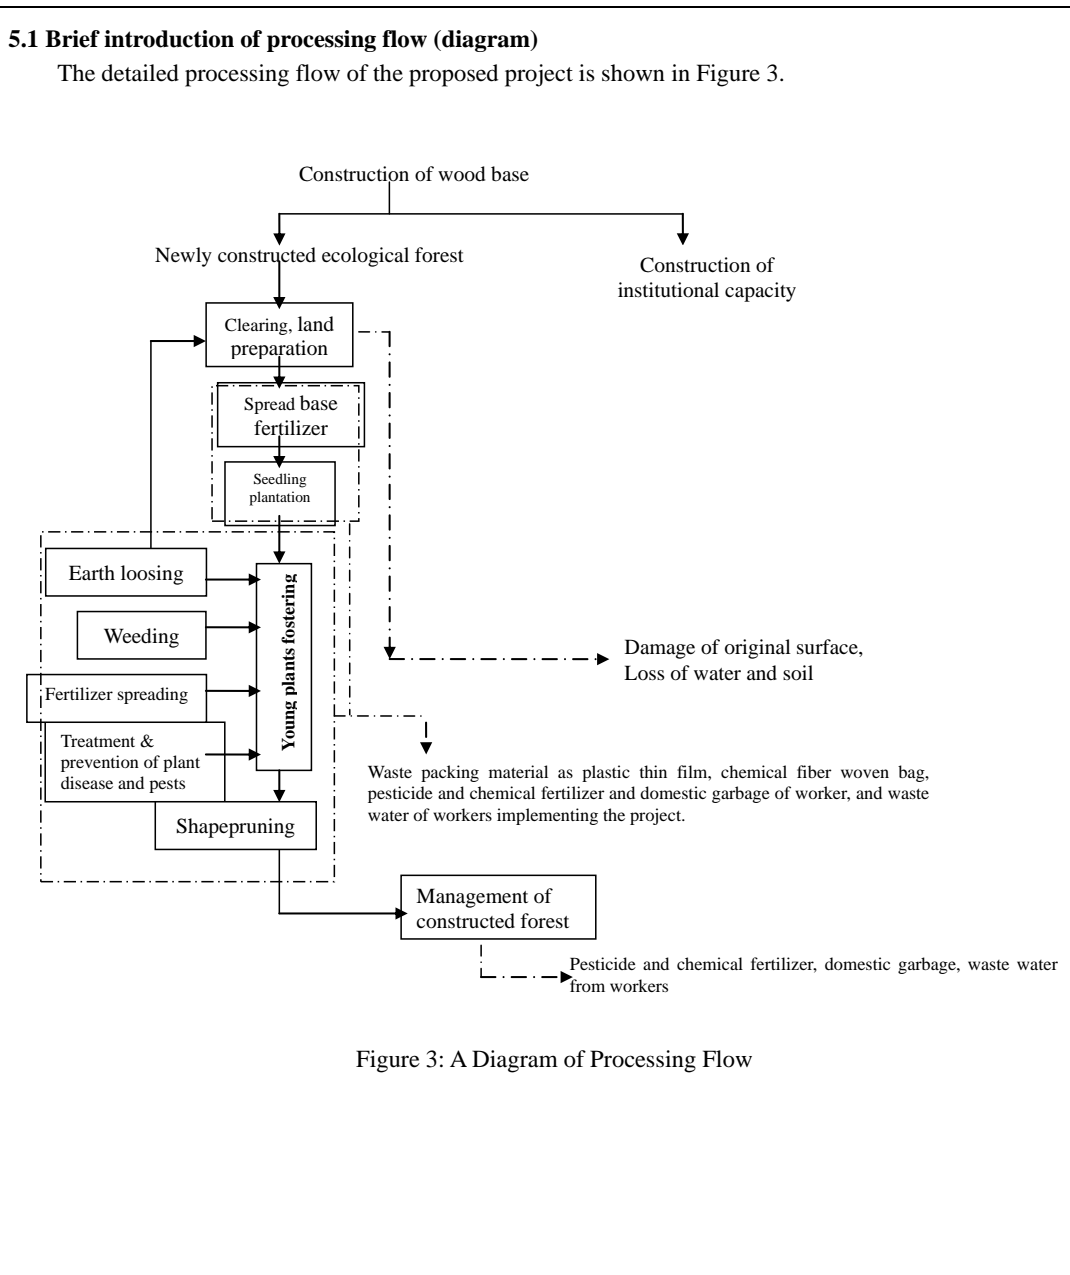 5.1 Brief introduction of processing flow (diagram)
The detailed processing flow of the proposed project is shown in Figure 3.
Construction of wood base
Newly constructed ecological forest
Construction of
institutional capacity
Clearing, land
preparation
Spread base
fertilizer
Seedling
plantation
Earth loosing
Weeding
Fertilizer spreading
Treatment &
prevention of plant
disease and pests
Young plants fostering
Shapepruning
Damage of original surface,
Loss of water and soil
Waste packing material as plastic thin film, chemical fiber woven bag,
pesticide and chemical fertilizer and domestic garbage of worker, and waste
water of workers implementing the project.
Management of
constructed forest
Pesticide and chemical fertilizer, domestic garbage, waste water
from workers
Figure 3: A Diagram of Processing Flow